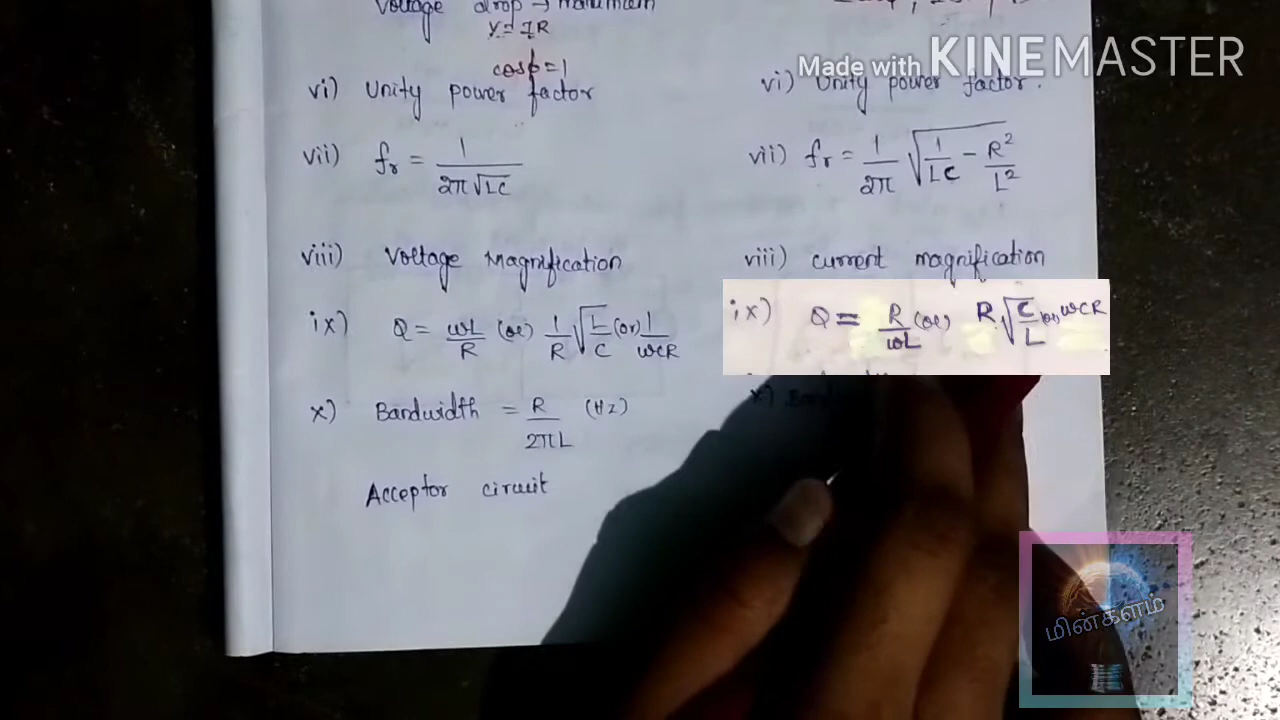 Voltage drop → Maximum
V = IR
cosϕ = 1
vi) Unity power factor
vii) fr = 1 / 2π√LC
viii) Voltage Magnification
ix) Q = ωL/R (or) 1/R √L/C (or) 1/ωCR
x) Bandwidth = R/2πL (Hz)
Acceptor circuit
Made with KINEMASTER
vi) Unity power factor.
vii) fr = 1/2π √1/LC - R²/L²
viii) current magnification
ix) Q = R/ωL (or) R √C/L (or) ωCR
x)
மின்களம்